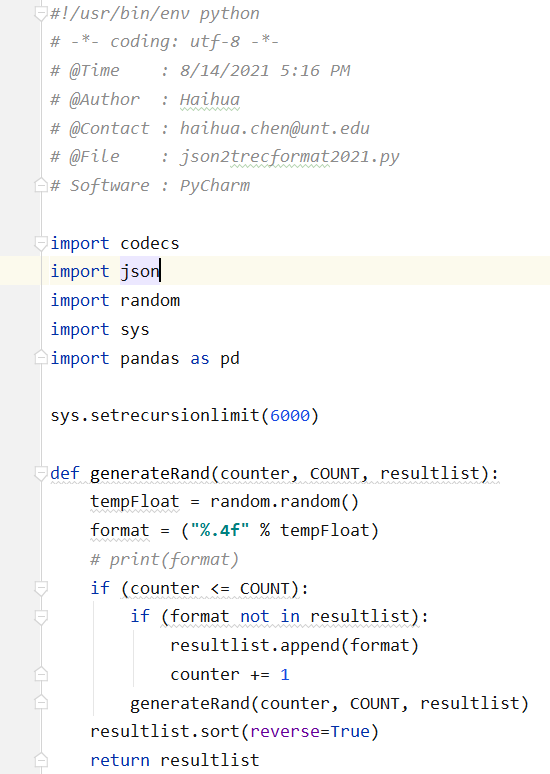 #!/usr/bin/env python
# -*- coding: utf-8 -*-
# @Time    : 8/14/2021 5:16 PM
# @Author  : Haihua
# @Contact : haihua.chen@unt.edu
# @File    : json2trecformat2021.py
# Software : PyCharm
import codecs
import json
import random
import sys
import pandas as pd
sys.setrecursionlimit(6000)
def generateRand(counter, COUNT, resultlist):
    tempFloat = random.random()
    format = ("%.4f" % tempFloat)
    # print(format)
    if (counter <= COUNT):
        if (format not in resultlist):
            resultlist.append(format)
            counter += 1
        generateRand(counter, COUNT, resultlist)
    resultlist.sort(reverse=True)
    return resultlist